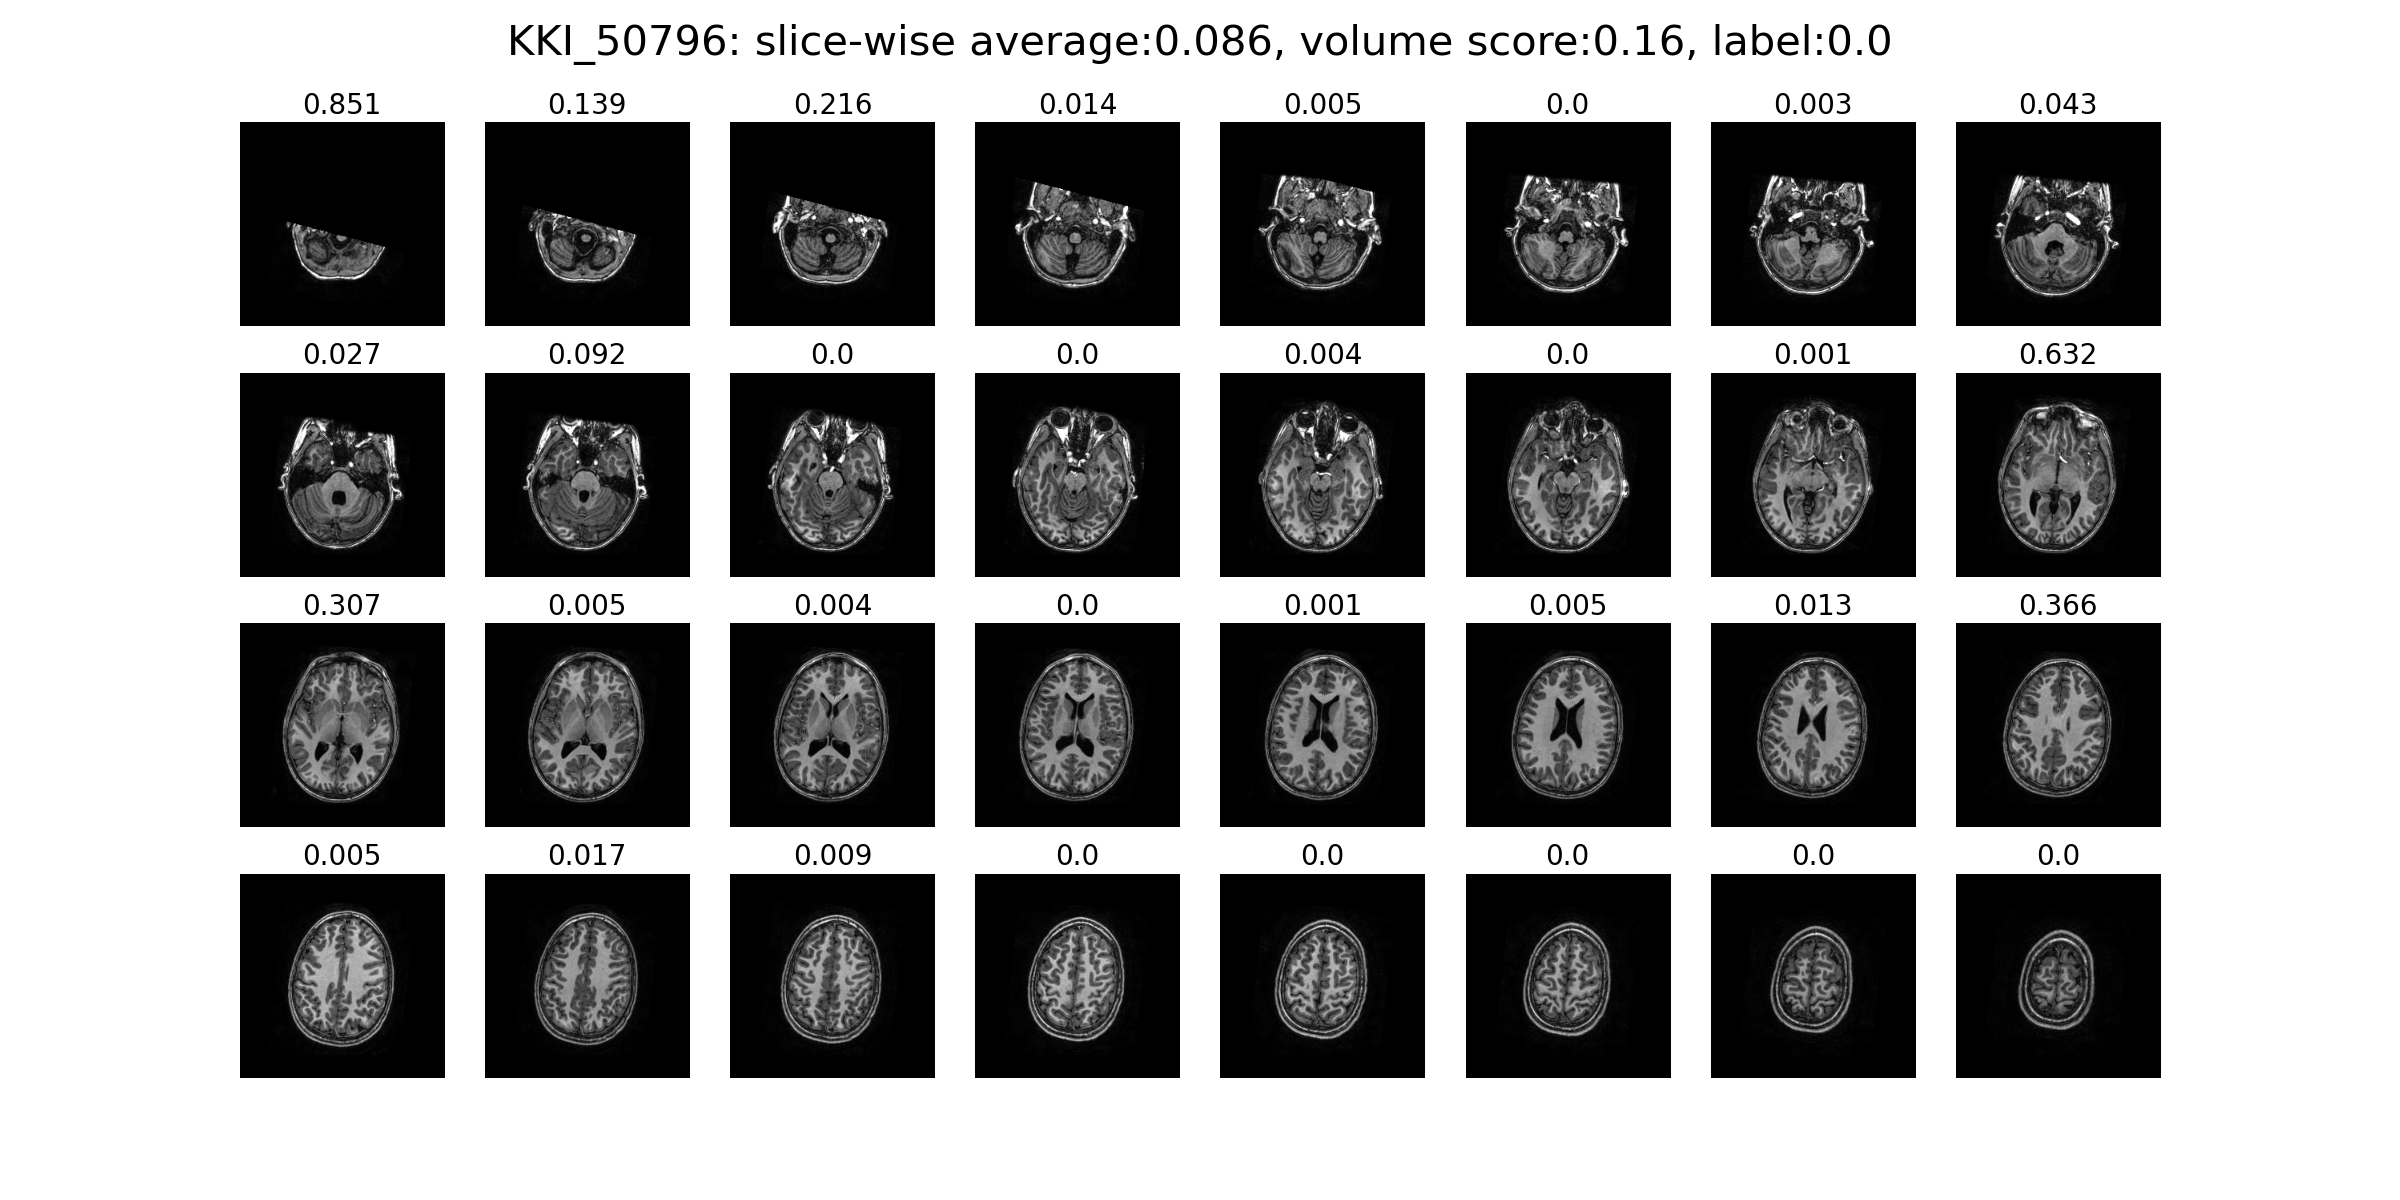 KKI_50796: slice-wise average:0.086, volume score:0.16, label:0.0
0.851 0.139 0.216 0.014 0.005 0.0 0.003 0.043
0.027 0.092 0.0 0.0 0.004 0.0 0.001 0.632
0.307 0.005 0.004 0.0 0.001 0.005 0.013 0.366
0.005 0.017 0.009 0.0 0.0 0.0 0.0 0.0